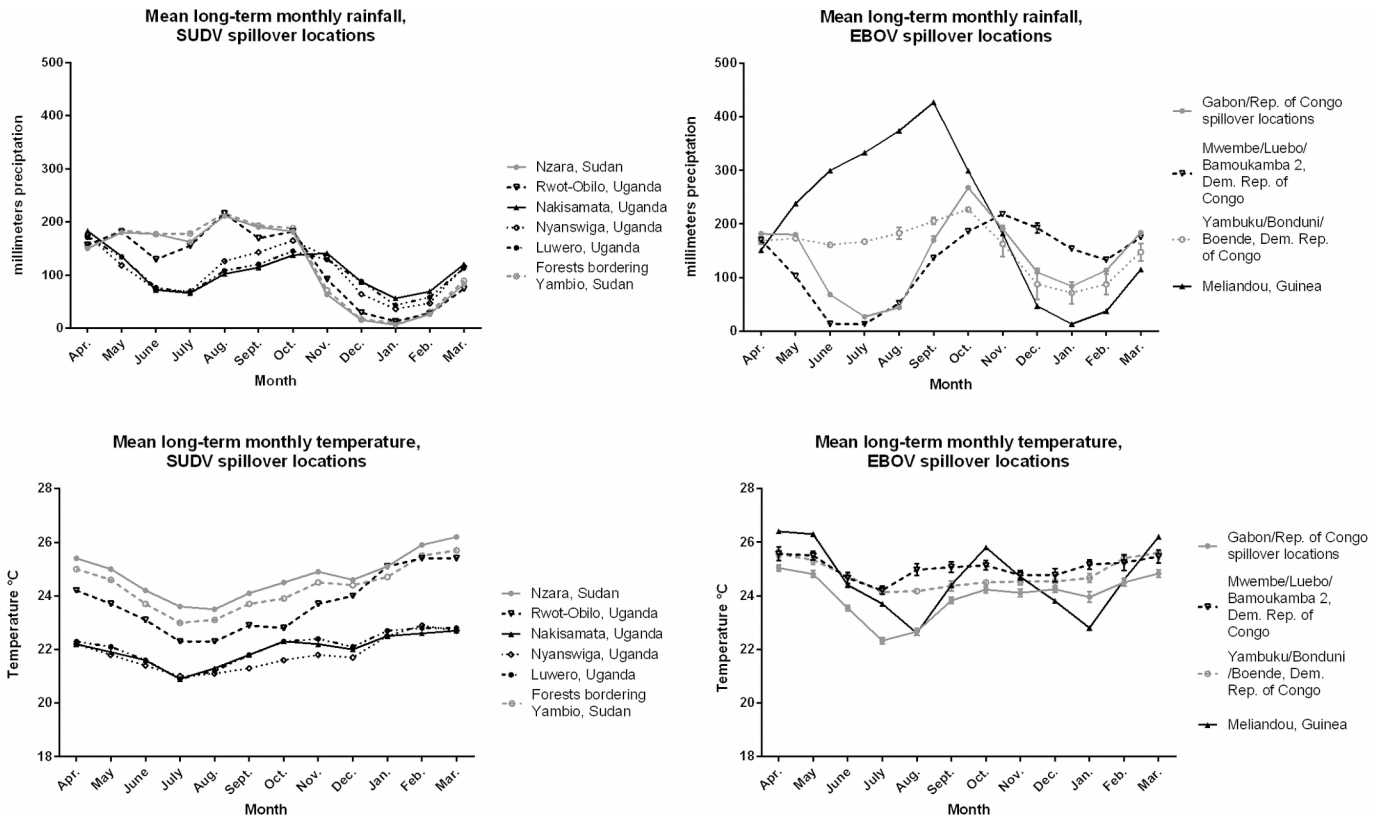 Mean long-term monthly rainfall,
SUDV spillover locations
500
400
300
200
100
0
millimeters preciptation
Apr.
May
June
July
Aug.
Sept.
Oct.
Nov.
Dec.
Jan.
Feb.
Mar.
Month
Nzara, Sudan
Rwot-Obilo, Uganda
Nakisamata, Uganda
Nyanswiga, Uganda
Luwero, Uganda
Forests bordering
Yambio, Sudan
Mean long-term monthly rainfall,
EBOV spillover locations
500
400
300
200
100
0
millimeters preciptation
Apr.
May
June
July
Aug.
Sept.
Oct.
Nov.
Dec.
Jan.
Feb.
Mar.
Month
Gabon/Rep. of Congo
spillover locations
Mwembe/Luebo/
Bamoukamba 2,
Dem. Rep. of
Congo
Yambuku/Bonduni/
Boende, Dem. Rep.
of Congo
Meliandou, Guinea
Mean long-term monthly temperature,
SUDV spillover locations
28
26
24
22
20
18
Temperature °C
Apr.
May
June
July
Aug.
Sept.
Oct.
Nov.
Dec.
Jan.
Feb.
Mar.
Month
Nzara, Sudan
Rwot-Obilo, Uganda
Nakisamata, Uganda
Nyanswiga, Uganda
Luwero, Uganda
Forests bordering
Yambio, Sudan
Mean long-term monthly temperature,
EBOV spillover locations
28
26
24
22
20
18
Temperature °C
Apr.
May
June
July
Aug.
Sept.
Oct.
Nov.
Dec.
Jan.
Feb.
Mar.
Month
Gabon/Rep. of Congo
spillover locations
Mwembe/Luebo/
Bamoukamba 2,
Dem. Rep. of
Congo
Yambuku/Bonduni
/Boende, Dem.
Rep. of Congo
Meliandou, Guinea